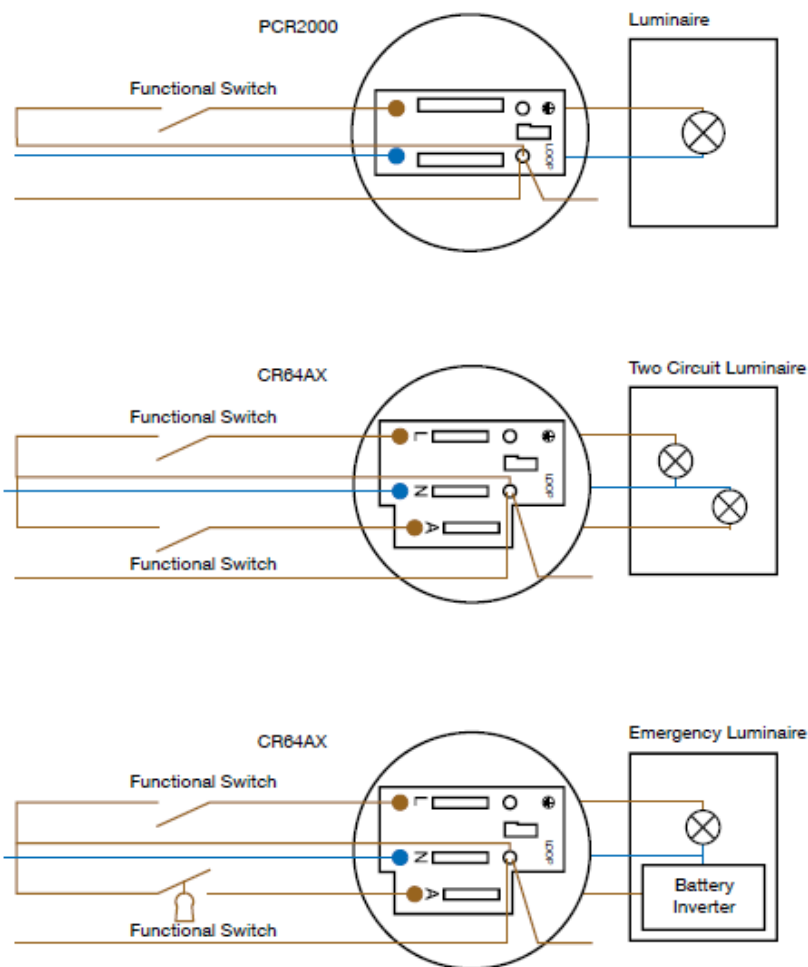 PCR2000
Luminaire
Functional Switch
LOOP
CR64AX
Two Circuit Luminaire
Functional Switch
L
N
LOOP
A
Functional Switch
CR64AX
Emergency Luminaire
Functional Switch
L
N
LOOP
A
Battery
Inverter
Functional Switch